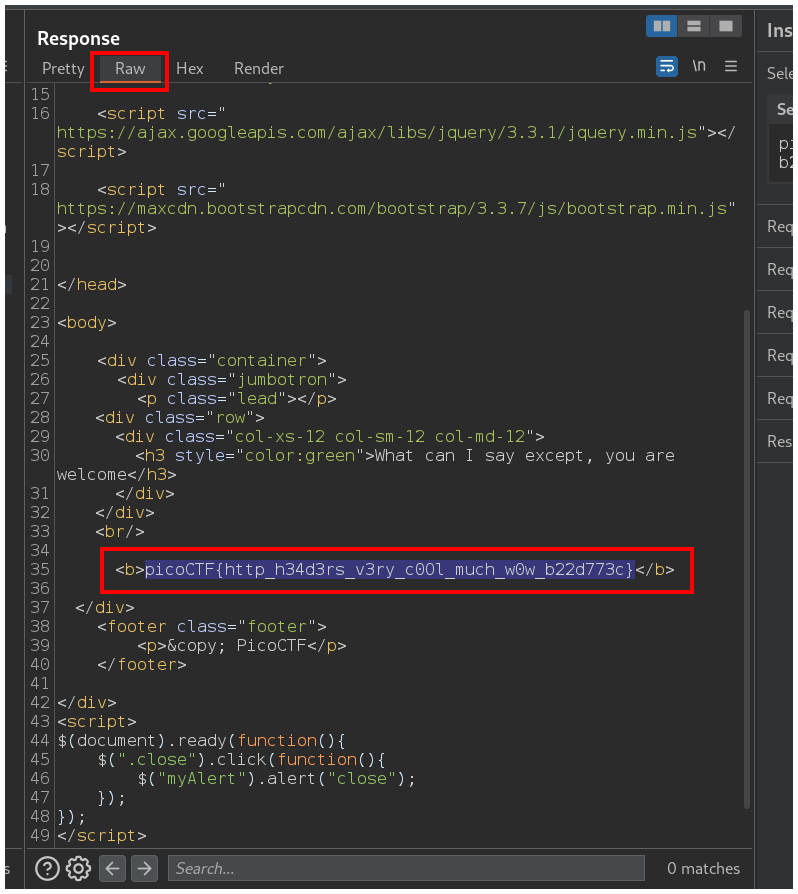 Response
Ins
Pretty Raw Hex Render
\n
Sele
Se
pi
b2
Req
Req
Req
Req
Req
Res
15
16 <script src="
https://ajax.googleapis.com/ajax/libs/jquery/3.3.1/jquery.min.js"></
script>
17
18 <script src="
https://maxcdn.bootstrapcdn.com/bootstrap/3.3.7/js/bootstrap.min.js"
></script>
19
20
21 </head>
22
23 <body>
24
25 <div class="container">
26 <div class="jumbotron">
27 <p class="lead"></p>
28 <div class="row">
29 <div class="col-xs-12 col-sm-12 col-md-12">
30 <h3 style="color:green">What can I say except, you are
welcome</h3>
31 </div>
32 </div>
33 <br/>
34
35 <b>picoCTF{http_h34d3rs_v3ry_c0Ol_much_w0w_b22d773c}</b>
36
37 </div>
38 <footer class="footer">
39 <p>&copy; PicoCTF</p>
40 </footer>
41
42 </div>
43 <script>
44 $(document).ready(function(){
45 $(".close").click(function(){
46 $("myAlert").alert("close");
47 });
48 });
49 </script>
s
? Search... 0 matches